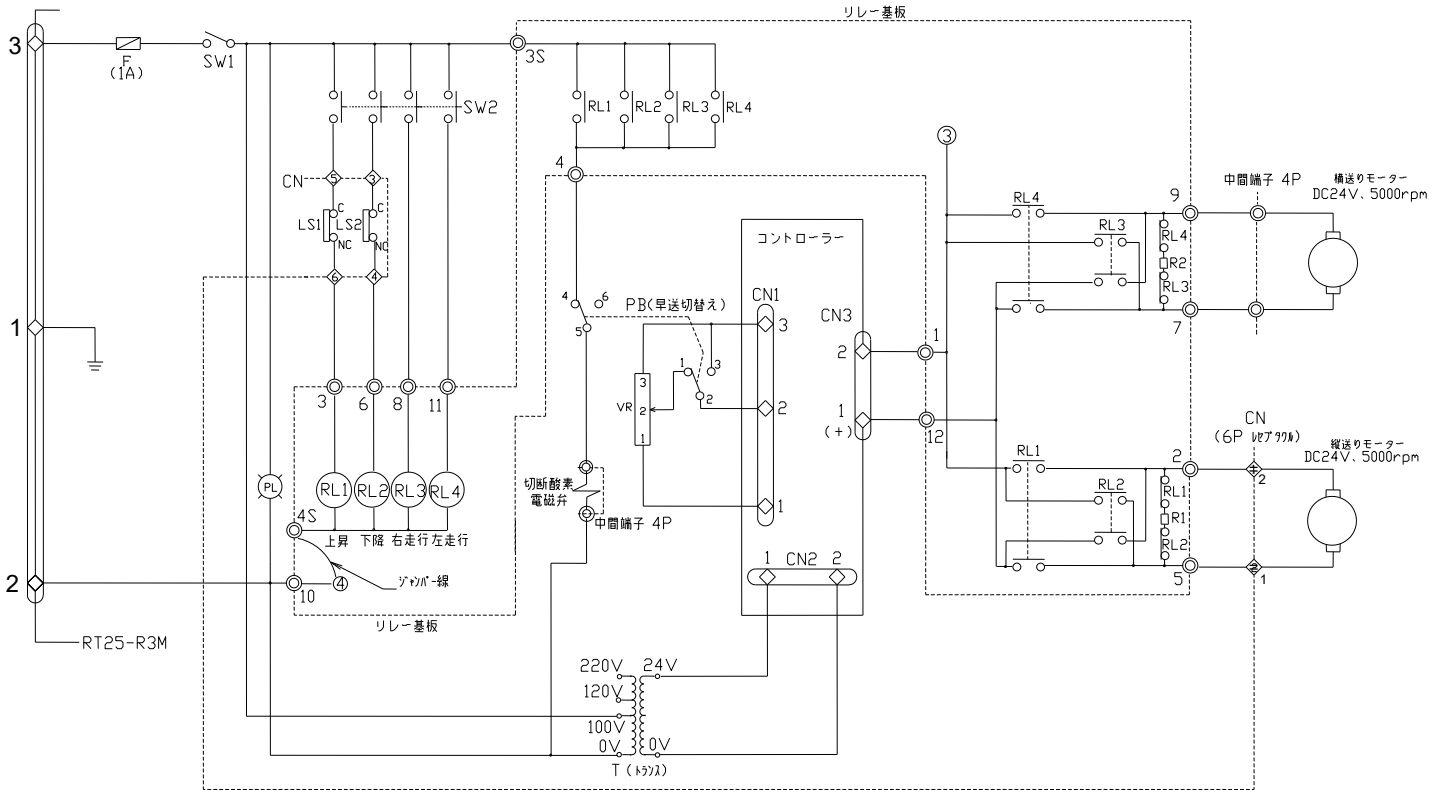 リレー基板
3
F
(1A)
SW1
3S
SW2
RL1
RL2
RL3
RL4
4
③
CN
5
3
C
C
LS1
LS2
NC
NC
6
4
コントローラー
RL4
RL3
9
中間端子 4P
横送りモーター
DC24V、5000rpm
RL4
R2
RL3
7
1
4
6
5
PB(早送切替え)
CN1
3
CN3
2
1
1
3
2
VR
3
2
1
2
1
(+)
12
3
6
8
11
RL1
RL2
RL3
RL4
PL
4S
上昇
下降
右走行
左走行
切断酸素
電磁弁
中間端子 4P
1
RL1
RL2
2
CN
(6P レセプタクル)
縦送りモーター
DC24V、5000rpm
2
RL1
R1
RL2
5
1
2
10
④
ジャンパー線
リレー基板
1
CN2
2
RT25-R3M
220V
24V
120V
100V
0V
0V
T (トランス)